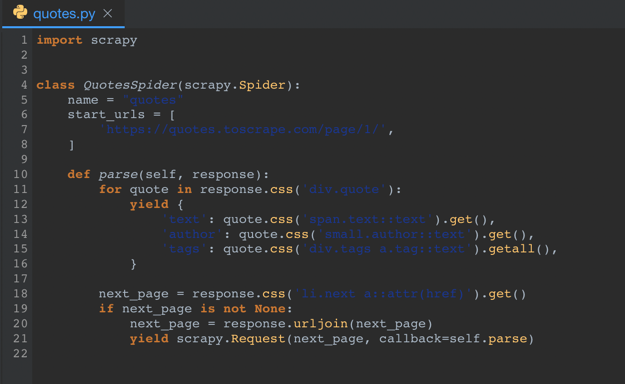 quotes.py ×
1 import scrapy
2
3
4 class QuotesSpider(scrapy.Spider):
5     name = "quotes"
6     start_urls = [
7         'https://quotes.toscrape.com/page/1/',
8     ]
9
10     def parse(self, response):
11         for quote in response.css('div.quote'):
12             yield {
13                 'text': quote.css('span.text::text').get(),
14                 'author': quote.css('small.author::text').get(),
15                 'tags': quote.css('div.tags a.tag::text').getall(),
16             }
17
18         next_page = response.css('li.next a::attr(href)').get()
19         if next_page is not None:
20             next_page = response.urljoin(next_page)
21             yield scrapy.Request(next_page, callback=self.parse)
22